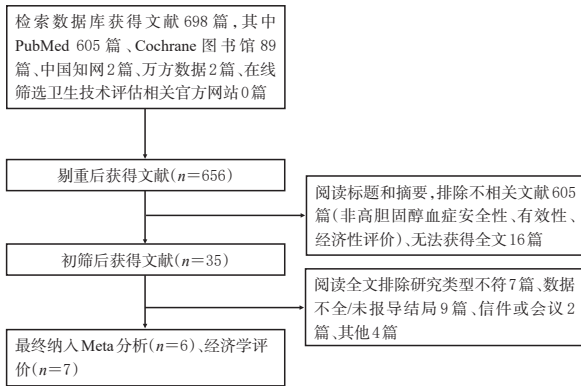 检索数据库获得文献698篇,其中
PubMed 605篇、Cochrane图书馆89
篇、中国知网2篇、万方数据2篇、在线
筛选卫生技术评估相关官方网站0篇
剔重后获得文献(n=656)
阅读标题和摘要,排除不相关文献605
篇(非高胆固醇血症安全性、有效性、
经济性评价)、无法获得全文16篇
初筛后获得文献(n=35)
阅读全文排除研究类型不符7篇、数据
不全/未报导结局9篇、信件或会议2
篇、其他4篇
最终纳入Meta分析(n=6)、经济学评
价(n=7)